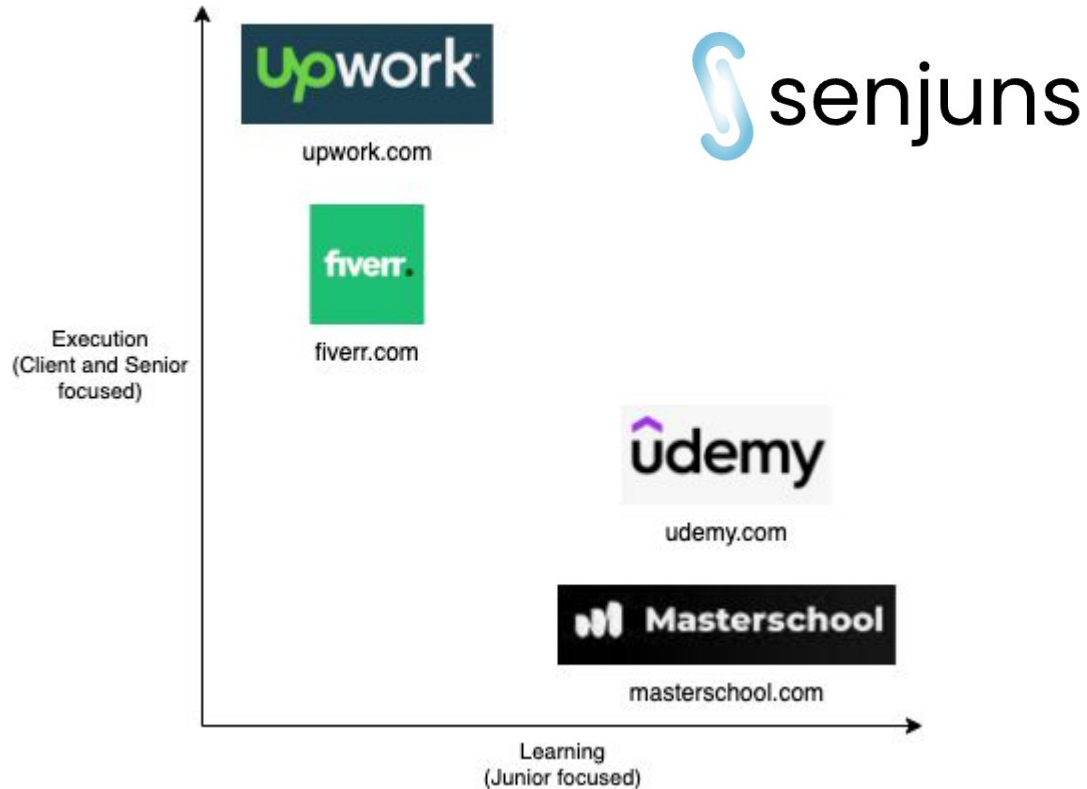 upwork
senjuns
upwork.com
fiverr.
fiverr.com
Execution
(Client and Senior
focused)
udemy
udemy.com
Masterschool
masterschool.com
Learning
(Junior focused)